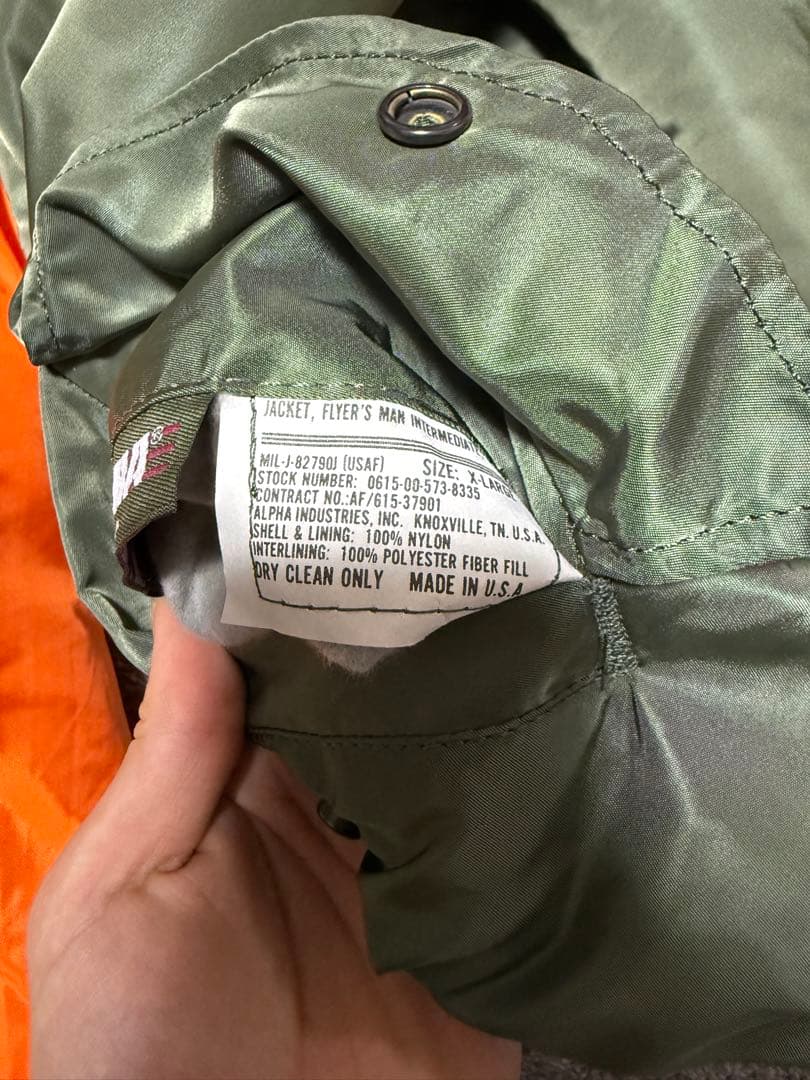 JACKET, FLYER'S MAN INTERMEDIATE
MIL-J-82790J (USAF) SIZE: X-LARGE
STOCK NUMBER: 0615-00-573-8335
CONTRACT NO.:AF/615-37901
ALPHA INDUSTRIES, INC. KNOXVILLE, TN. U.S.A.
SHELL & LINING: 100% NYLON
INTERLINING: 100% POLYESTER FIBER FILL
DRY CLEAN ONLY MADE IN U.S.A.